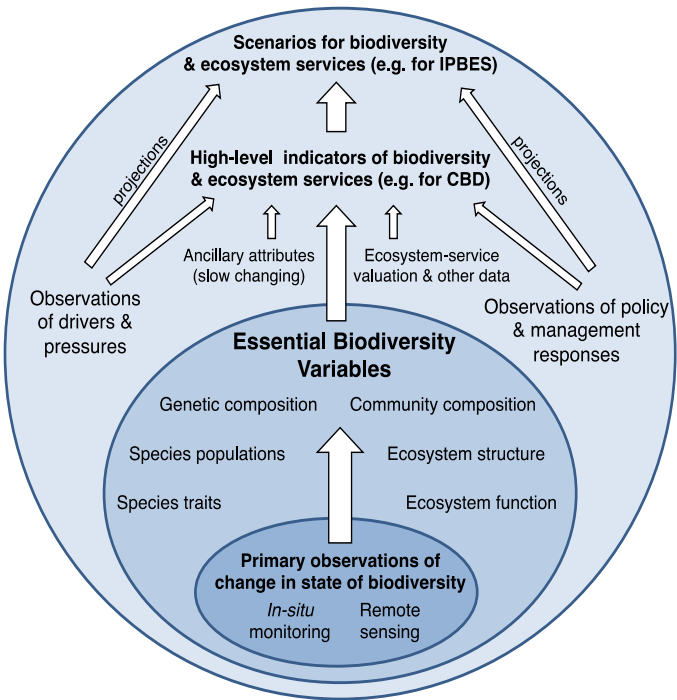 Scenarios for biodiversity
& ecosystem services (e.g. for IPBES)
projections
projections
High-level indicators of biodiversity
& ecosystem services (e.g. for CBD)
Ancillary attributes
(slow changing)
Ecosystem-service
valuation & other data
Observations
of drivers &
pressures
Observations of policy
& management
responses
Essential Biodiversity
Variables
Genetic composition
Community composition
Species populations
Ecosystem structure
Species traits
Ecosystem function
Primary observations of
change in state of biodiversity
In-situ
monitoring
Remote
sensing